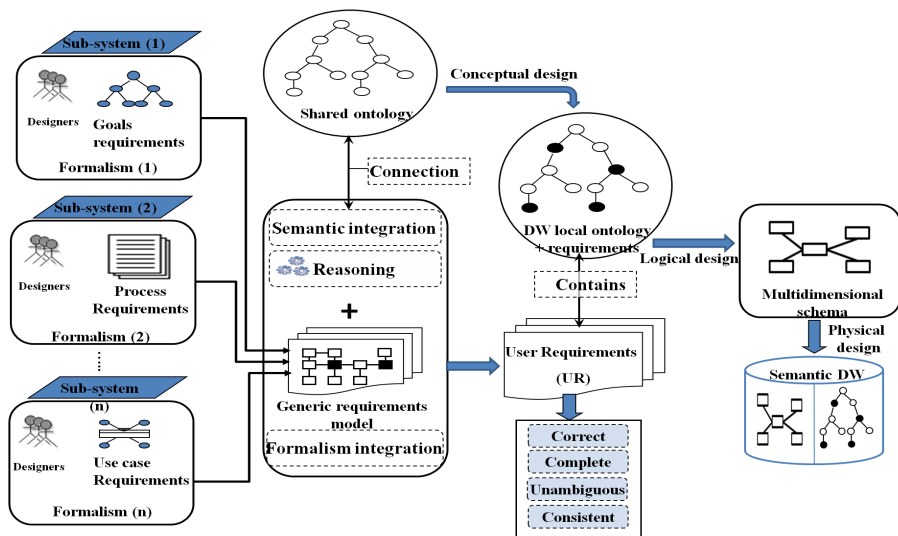 Sub-system (1)
Designers
Goals
requirements
Formalism (1)
Sub-system (2)
Designers
Process
Requirements
Formalism (2)
Sub-system
(n)
Designers
Use case
Requirements
Formalism (n)
Shared ontology
Connection
Semantic integration
Reasoning
+
Generic requirements
model
Formalism integration
Conceptual design
DW local ontology
+ requirements
Contains
User Requirements
(UR)
Correct
Complete
Unambiguous
Consistent
Logical design
Multidimensional
schema
Physical
design
Semantic DW